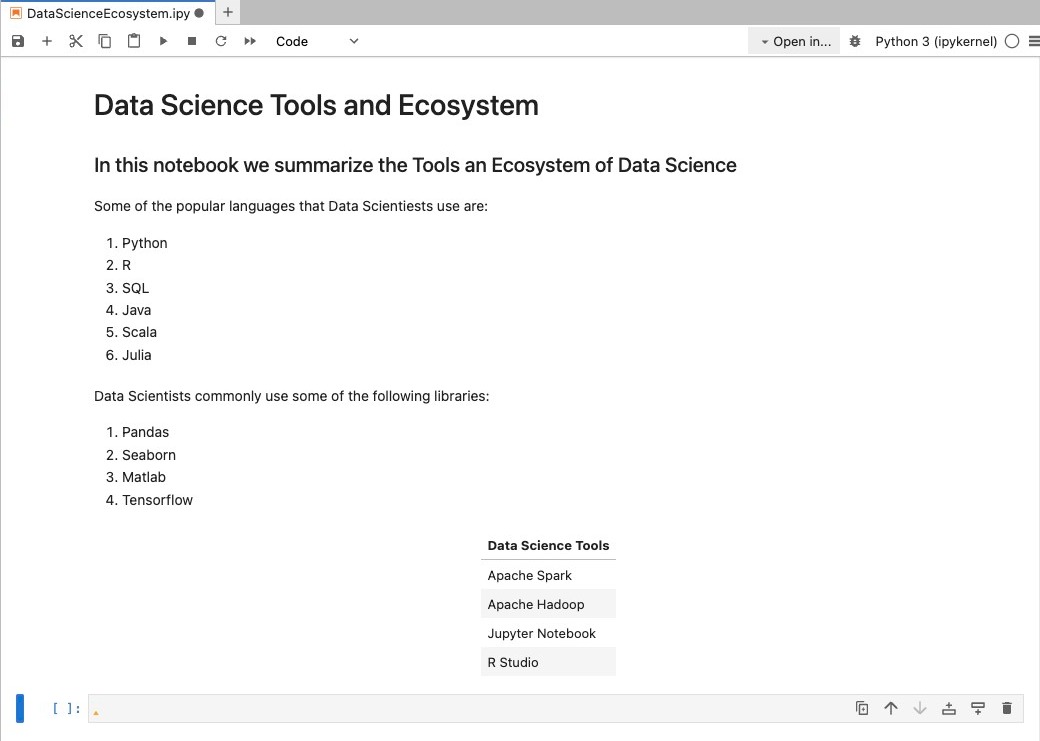 DataScienceEcosystem.ipy
Code
Open in...
Python 3 (ipykernel)
Data Science Tools and Ecosystem
In this notebook we summarize the Tools an Ecosystem of Data Science
Some of the popular languages that Data Scientiests use are:
1. Python
2. R
3. SQL
4. Java
5. Scala
6. Julia
Data Scientists commonly use some of the following libraries:
1. Pandas
2. Seaborn
3. Matlab
4. Tensorflow
Data Science Tools
Apache Spark
Apache Hadoop
Jupyter Notebook
R Studio
[ ]: